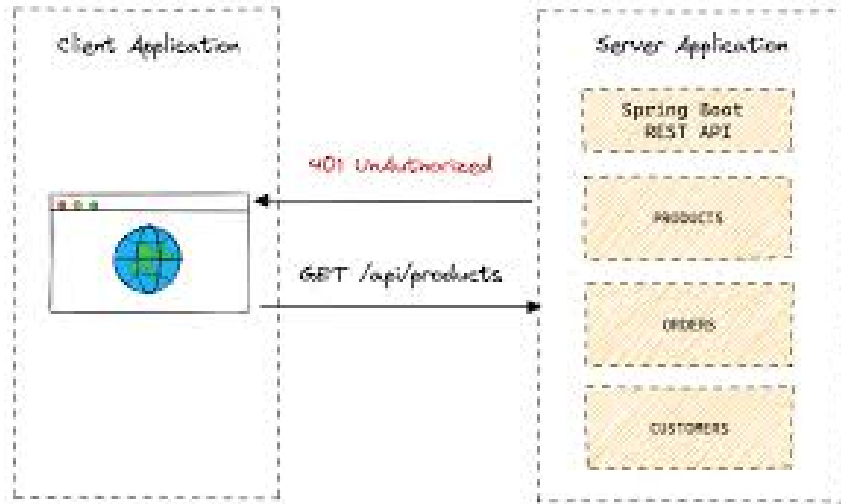 Client Application
Server Application
Spring Boot
REST API
401 UnAuthorized
PRODUCTS
GET /api/products
ORDERS
CUSTOMERS